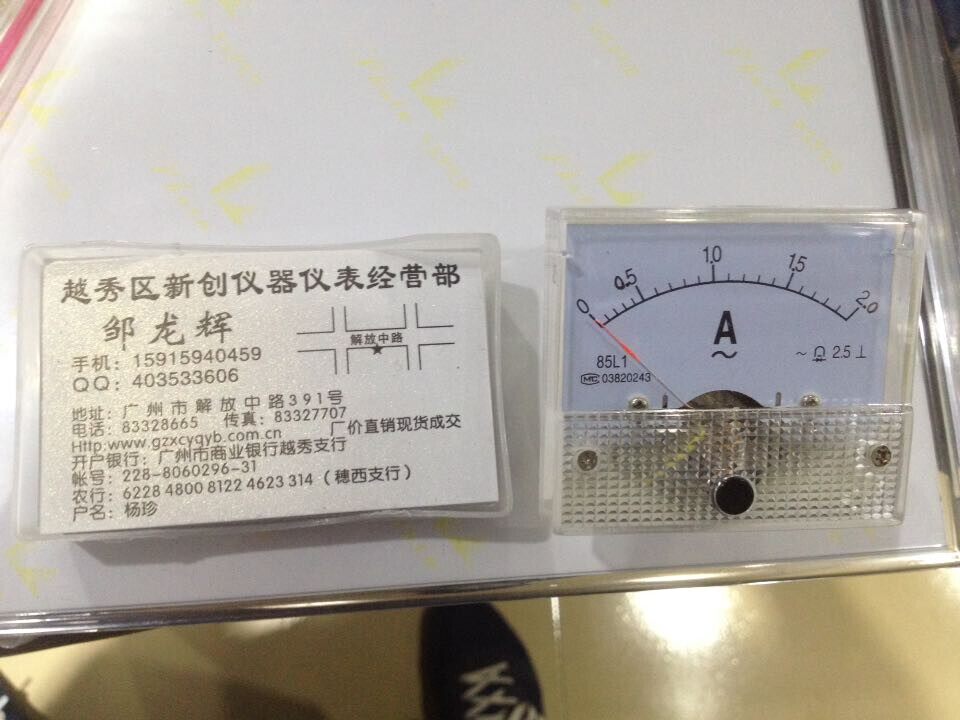 越秀区新创仪器仪表经营部
邹龙辉
手机：15915940459
QQ：403533606
解放中路
地址：广州市解放中路391号
电话：83328665 传真：83327707
Http:www.gzxcyqyb.com.cn 厂价直销现货成交
开户银行：广州市商业银行越秀支行
帐号：228-8060296-31
农行：6228 4800 8122 4623 314（穗西支行）
户名：杨珍
0 0.5 1.0 1.5 2.0
A
~
85L1
MC 03820243
~ 2.5 ⊥